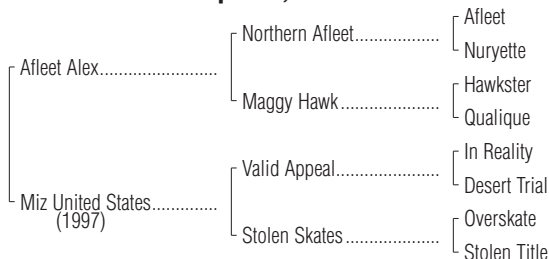 Afleet
Northern Afleet
Nuryette
Afleet Alex
Hawkster
Maggy Hawk
Qualique
In Reality
Valid Appeal
Desert Trial
Miz United States
(1997)
Overskate
Stolen Skates
Stolen Title